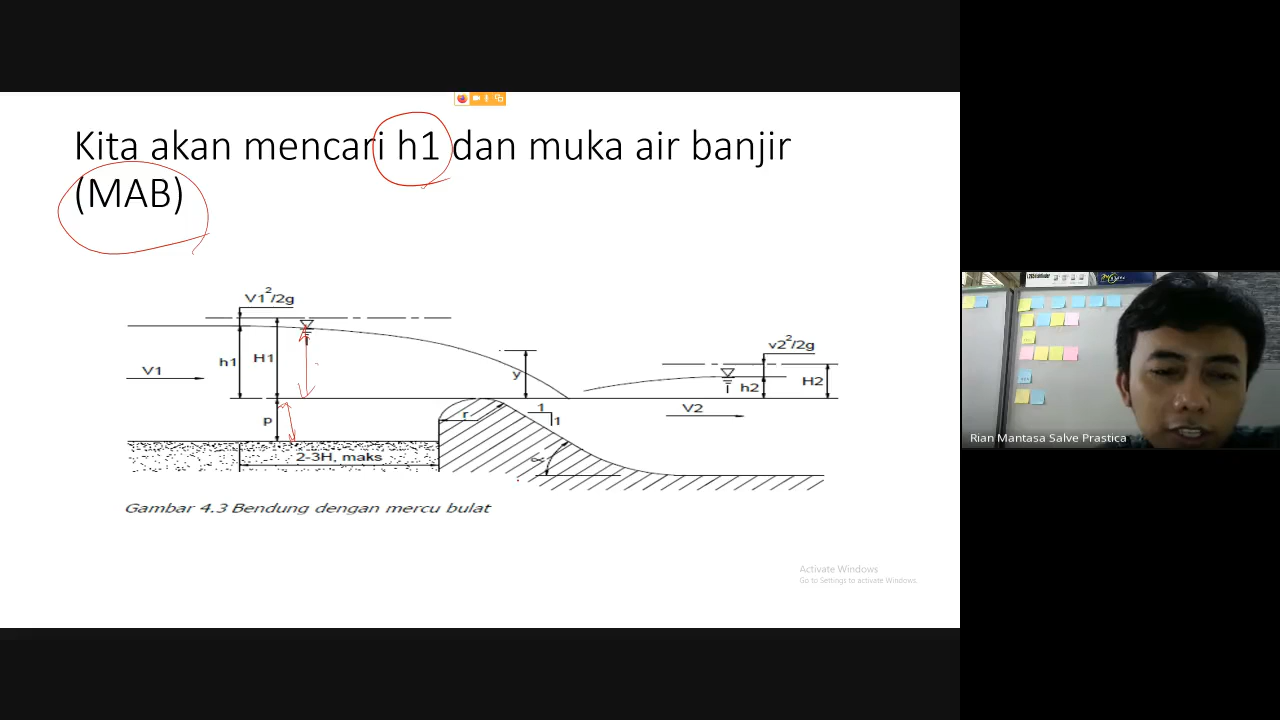 Kita akan mencari h1 dan muka air banjir
(MAB)
V1²/2g
h1
H1
V1
p
2-3H, maks
r
y
1
1
α
v2²/2g
h2
H2
V2
Gambar 4.3 Bendung dengan mercu bulat
Activate Windows
Go to Settings to activate Windows.
Rian Mantasa Salve Prastica